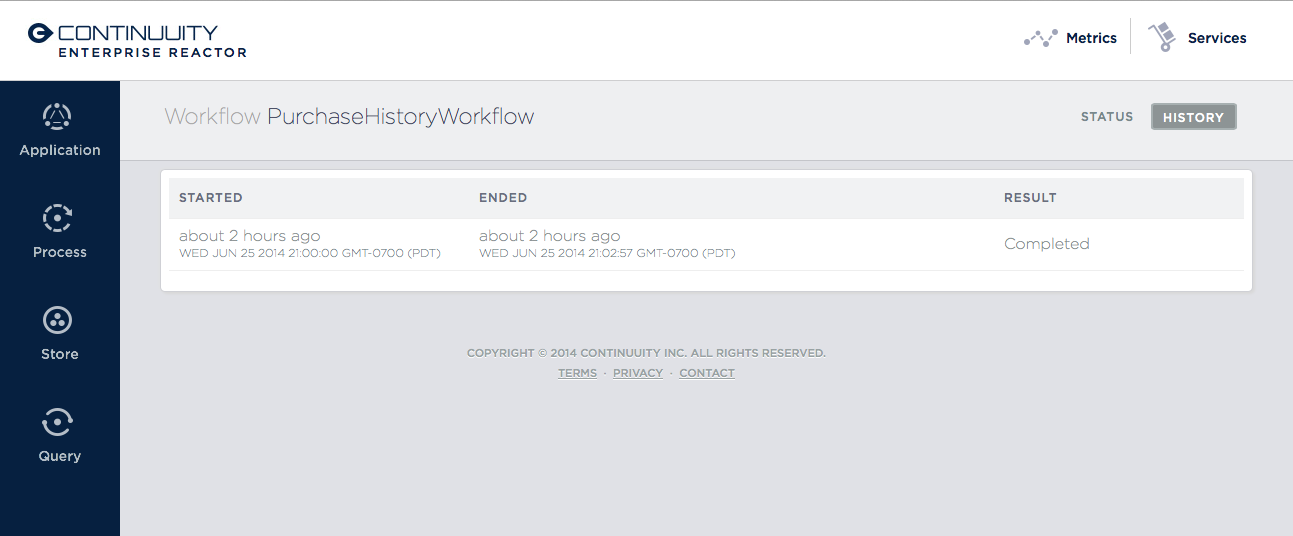 CONTINUUITY
ENTERPRISE REACTOR
Metrics
Services
Application
Process
Store
Query
Workflow PurchaseHistoryWorkflow
STATUS
HISTORY
STARTED ENDED RESULT
about 2 hours ago about 2 hours ago Completed
WED JUN 25 2014 21:00:00 GMT-0700 (PDT) WED JUN 25 2014 21:02:57 GMT-0700 (PDT)
COPYRIGHT © 2014 CONTINUUITY INC. ALL RIGHTS RESERVED.
TERMS · PRIVACY · CONTACT